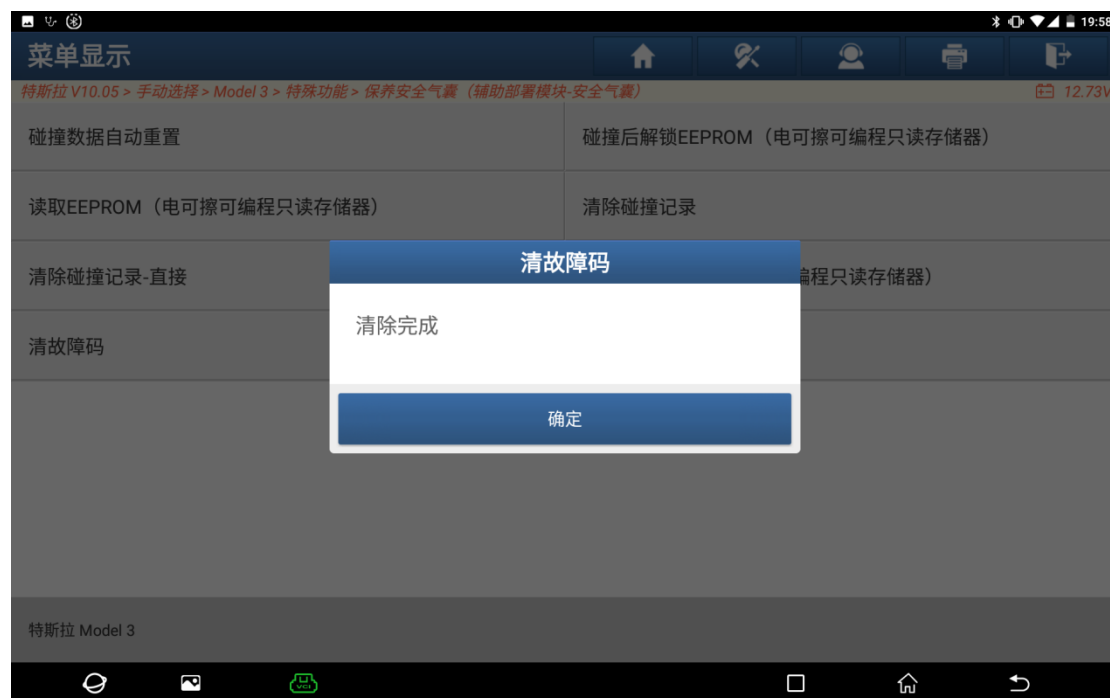 19:58
菜单显示
特斯拉 V10.05 > 手动选择 > Model 3 > 特殊功能 > 保养安全气囊（辅助部署模块-安全气囊）
12.73V
碰撞数据自动重置
碰撞后解锁EEPROM（电可擦可编程只读存储器）
读取EEPROM（电可擦可编程只读存储器）
清除碰撞记录
清除碰撞记录-直接
编程只读存储器）
清故障码
清故障码
清除完成
确定
特斯拉 Model 3
VCI